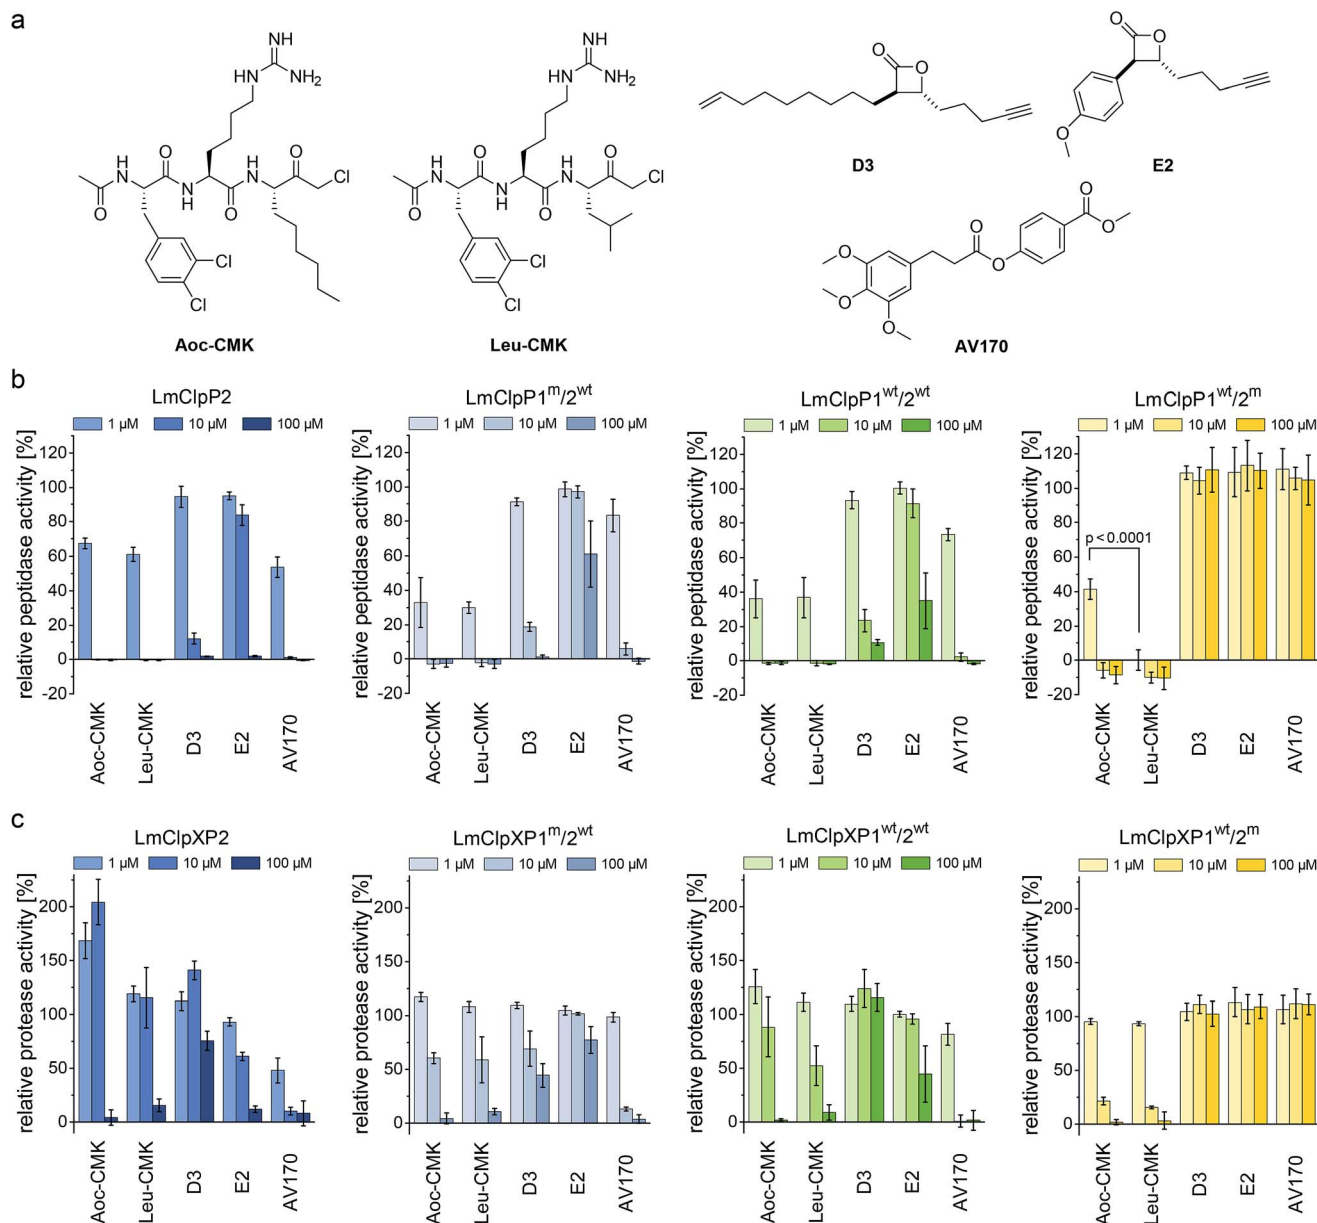 a
NH
HN
NH₂
H
N
O
N
H
O
H
N
O
Cl
O
Cl
Cl
Aoc-CMK
NH
HN
NH₂
H
N
O
N
H
O
H
N
O
Cl
O
Cl
Cl
Leu-CMK
O
O
D3
O
O
O
E2
O
O
O
O
O
O
O
AV170
b
LmClpP2
1 µM 10 µM 100 µM
relative peptidase activity [%]
120
100
80
60
40
20
0
-20
Aoc-CMK
Leu-CMK
D3
E2
AV170
LmClpP1ᵐ/2ʷᵗ
1 µM 10 µM 100 µM
relative peptidase activity [%]
120
100
80
60
40
20
0
-20
Aoc-CMK
Leu-CMK
D3
E2
AV170
LmClpP1ʷᵗ/2ʷᵗ
1 µM 10 µM 100 µM
relative peptidase activity [%]
120
100
80
60
40
20
0
-20
Aoc-CMK
Leu-CMK
D3
E2
AV170
LmClpP1ʷᵗ/2ᵐ
1 µM 10 µM 100 µM
relative peptidase activity [%]
120
100
80
60
40
20
0
-20
p < 0.0001
Aoc-CMK
Leu-CMK
D3
E2
AV170
c
LmClpXP2
1 µM 10 µM 100 µM
relative protease activity [%]
200
150
100
50
0
Aoc-CMK
Leu-CMK
D3
E2
AV170
LmClpXP1ᵐ/2ʷᵗ
1 µM 10 µM 100 µM
relative protease activity [%]
200
150
100
50
0
Aoc-CMK
Leu-CMK
D3
E2
AV170
LmClpXP1ʷᵗ/2ʷᵗ
1 µM 10 µM 100 µM
relative protease activity [%]
200
150
100
50
0
Aoc-CMK
Leu-CMK
D3
E2
AV170
LmClpXP1ʷᵗ/2ᵐ
1 µM 10 µM 100 µM
relative protease activity [%]
200
150
100
50
0
Aoc-CMK
Leu-CMK
D3
E2
AV170